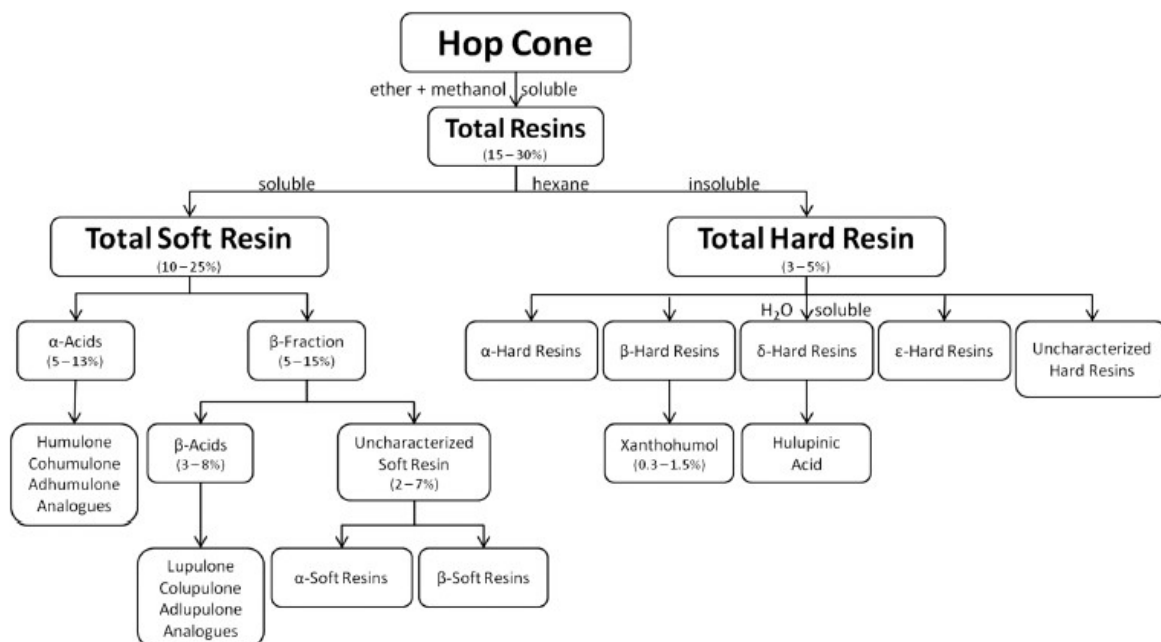 Hop Cone
ether + methanol soluble
Total Resins
(15–30%)
soluble hexane insoluble
Total Soft Resin
(10–25%)
Total Hard Resin
(3–5%)
H₂O soluble
α-Acids
(5–13%)
β-Fraction
(5–15%)
α-Hard Resins
β-Hard Resins
δ-Hard Resins
ε-Hard Resins
Uncharacterized
Hard Resins
Humulone
Cohumulone
Adhumulone
Analogues
β-Acids
(3–8%)
Uncharacterized
Soft Resin
(2–7%)
Xanthohumol
(0.3–1.5%)
Hulupinic
Acid
Lupulone
Colupulone
Adlupulone
Analogues
α-Soft Resins
β-Soft Resins